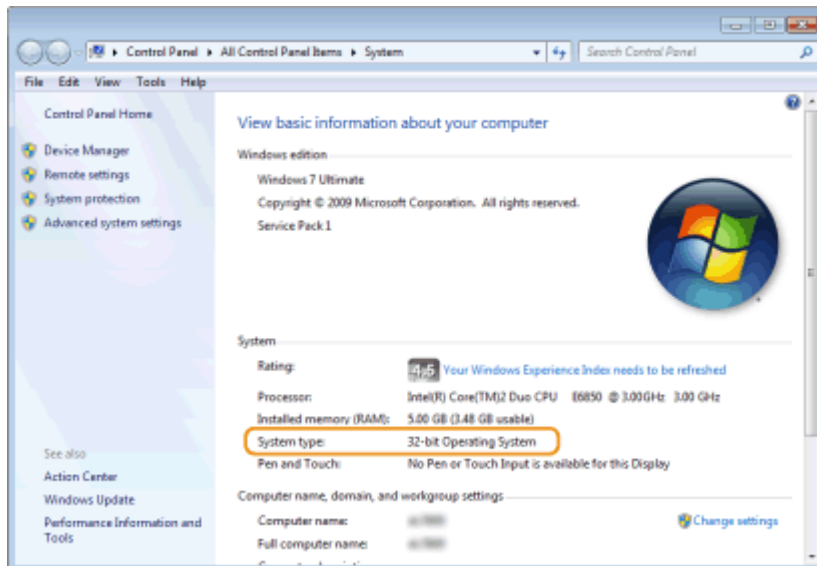 Control Panel ▸ All Control Panel Items ▸ System
Search Control Panel
File Edit View Tools Help
Control Panel Home
Device Manager
Remote settings
System protection
Advanced system settings
See also
Action Center
Windows Update
Performance Information and
Tools
View basic information about your computer
Windows edition
Windows 7 Ultimate
Copyright © 2009 Microsoft Corporation. All rights reserved.
Service Pack 1
System
Rating: 4,5 Your Windows Experience Index needs to be refreshed
Processor: Intel(R) Core(TM)2 Duo CPU E6850 @ 3.00GHz 3.00 GHz
Installed memory (RAM): 5.00 GB (3.48 GB usable)
System type: 32-bit Operating System
Pen and Touch: No Pen or Touch Input is available for this Display
Computer name, domain, and workgroup settings
Computer name: Change settings
Full computer name: